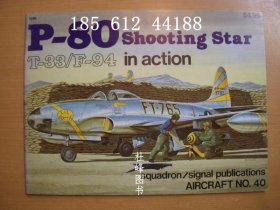 185 612 44188
P-80 Shooting Star
T-33/F-94 in action
FT-765
squadron/signal publications
AIRCRAFT NO. 40